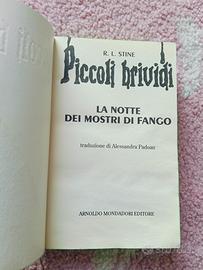 R. L. STINE
Piccoli brividi
LA NOTTE
DEI MOSTRI DI FANGO
traduzione di Alessandra Padoan
ARNOLDO MONDADORI EDITORE